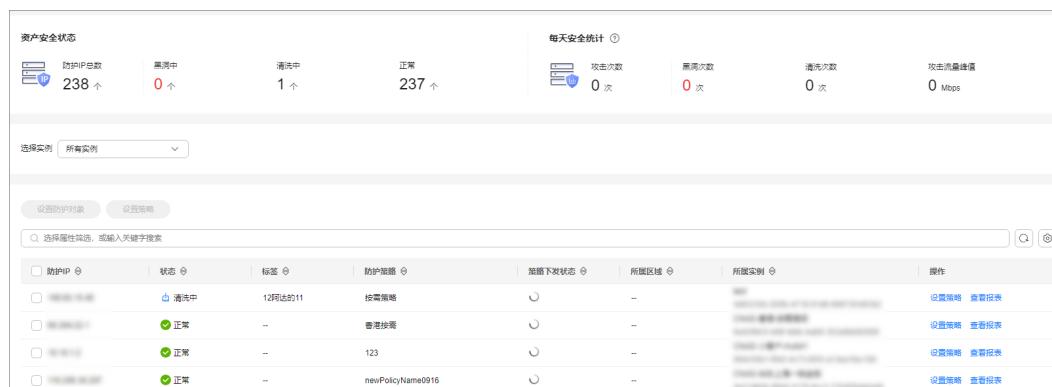 资产安全状态
每天安全统计
防护IP总数
黑洞中
清洗中
正常
攻击次数
黑洞次数
清洗次数
攻击流量峰值
238 个
0 个
1 个
237 个
0 次
0 次
0 次
0 Mbps
选择实例 所有实例
设置防护对象 设置策略
选择属性筛选，或输入关键字搜索
防护IP 状态 标签 防护策略 策略下发状态 所属区域 所属实例 操作
清洗中 12阿达的11 按需策略 -- 设置策略 查看报表
正常 -- 香港按需 -- 设置策略 查看报表
正常 -- 123 -- 设置策略 查看报表
正常 -- newPolicyName0916 -- 设置策略 查看报表